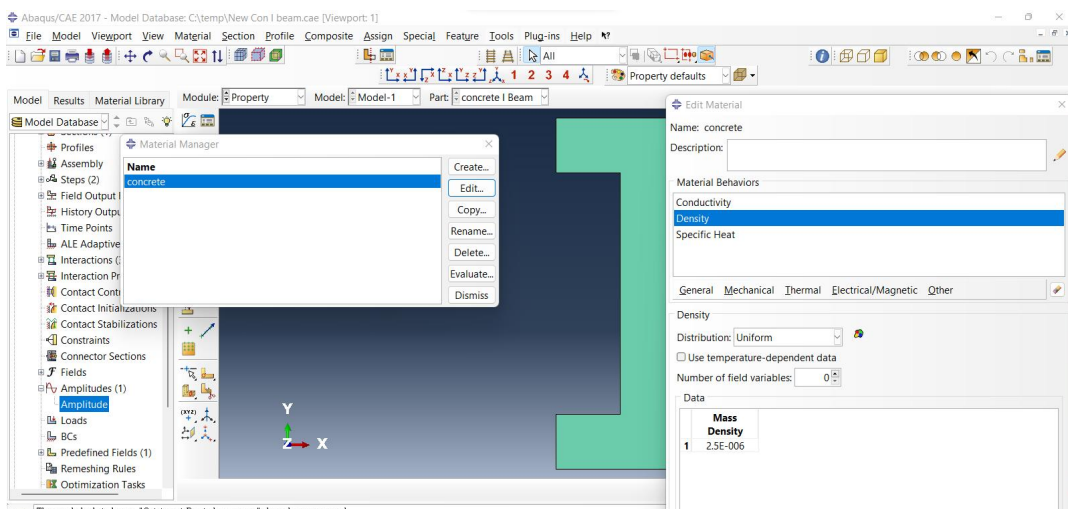 Abaqus/CAE 2017 - Model Database: C:\temp\New Con I beam.cae [Viewport: 1]
File Model Viewport View Material Section Profile Composite Assign Special Feature Tools Plug-ins Help
All
1 2 3 4 Property defaults
Model Results Material Library Module: Property Model: Model-1 Part: concrete I Beam
Model Database
Profiles
Assembly
Steps (2)
Field Output
History Outpu
Time Points
ALE Adaptive
Interactions (
Interaction Pr
Contact Contr
Contact Initializations
Contact Stabilizations
Constraints
Connector Sections
Fields
Amplitudes (1)
Amplitude
Loads
BCs
Predefined Fields (1)
Remeshing Rules
Optimization Tasks
Material Manager
Name
concrete
Create...
Edit...
Copy...
Rename...
Delete...
Evaluate...
Dismiss
(XYZ)
Y
Z X
Edit Material
Name: concrete
Description:
Material Behaviors
Conductivity
Density
Specific Heat
General Mechanical Thermal Electrical/Magnetic Other
Density
Distribution: Uniform
Use temperature-dependent data
Number of field variables: 0
Data
Mass
Density
1 2.5E-006